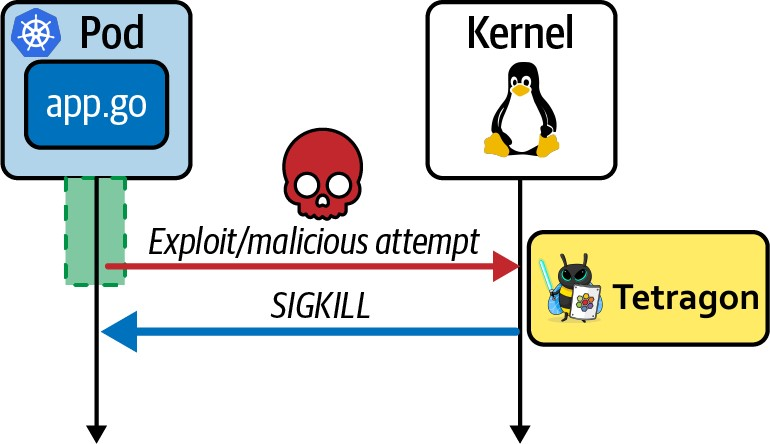 Pod
app.go
Kernel
Exploit/malicious attempt
SIGKILL
Tetragon